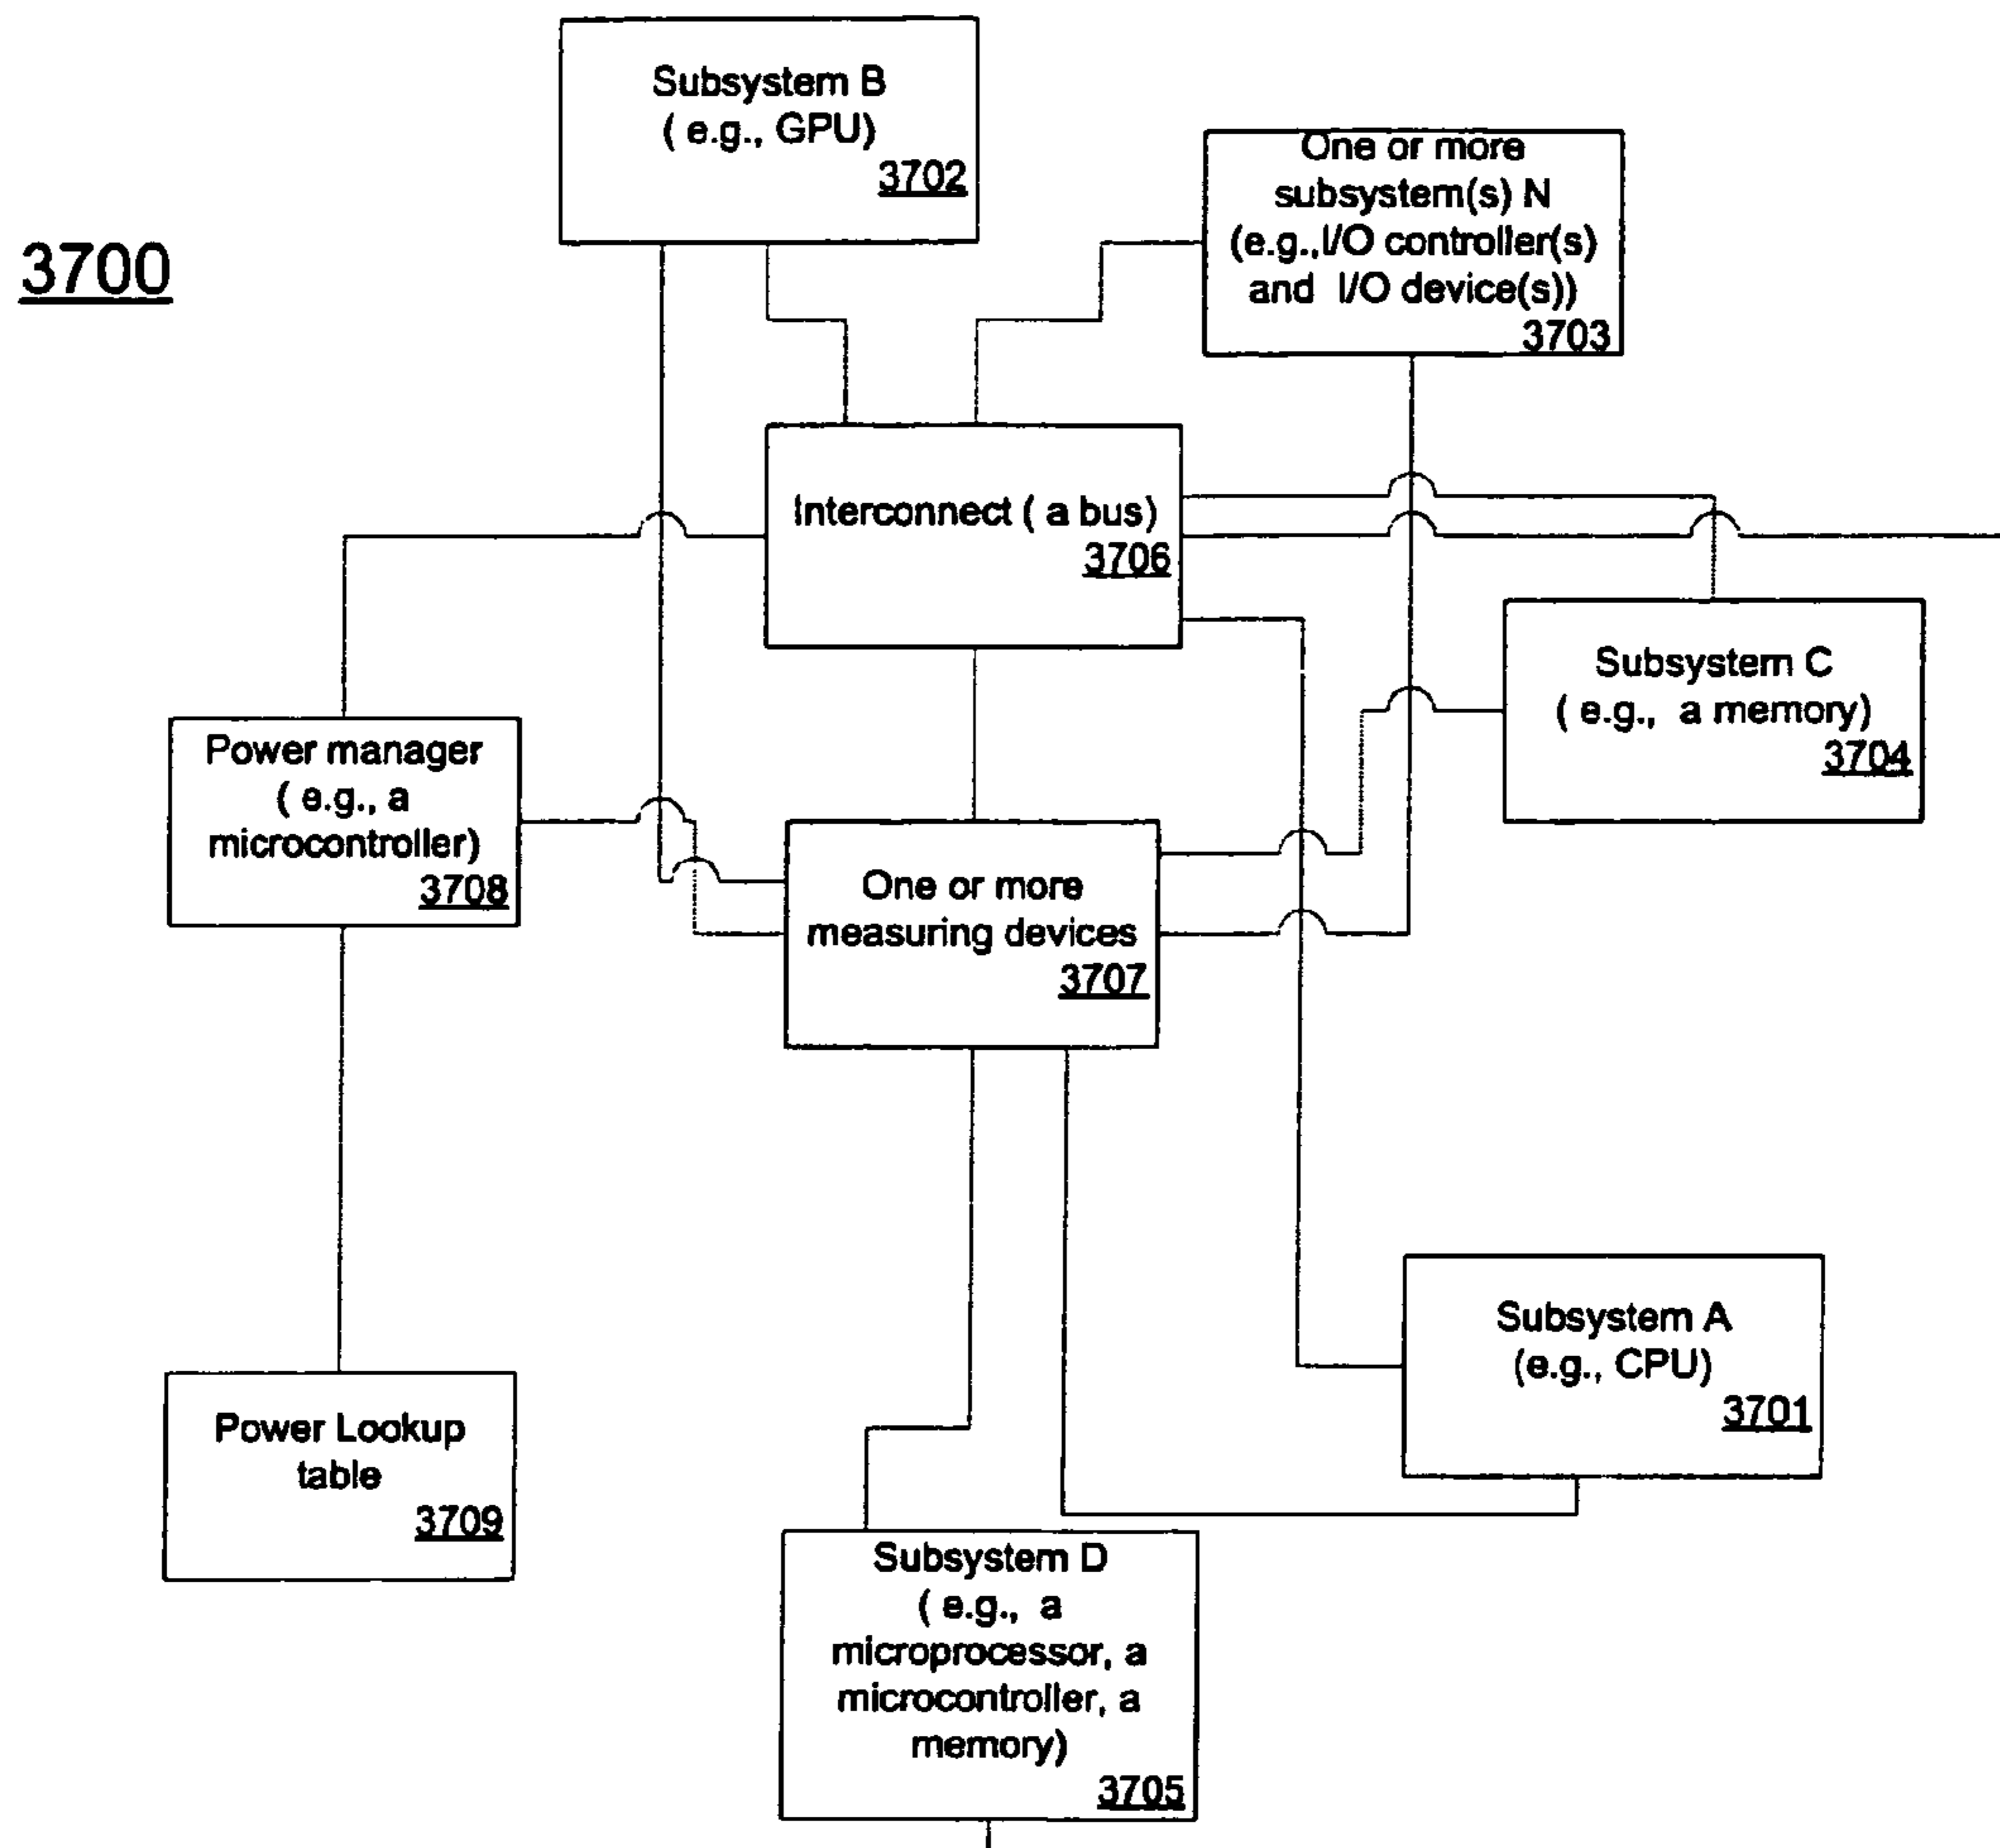 Subsystem B
( e.g., GPU)
3702
One or more
subsystem(s) N
(e.g.,I/O controller(s)
and I/O device(s))
3703
3700
Interconnect ( a bus)
3706
Subsystem C
( e.g., a memory)
3704
Power manager
( e.g., a
microcontroller)
3708
One or more
measuring devices
3707
Subsystem A
(e.g., CPU)
3701
Power Lookup
table
3709
Subsystem D
( e.g., a
microprocessor, a
microcontroller, a
memory)
3705